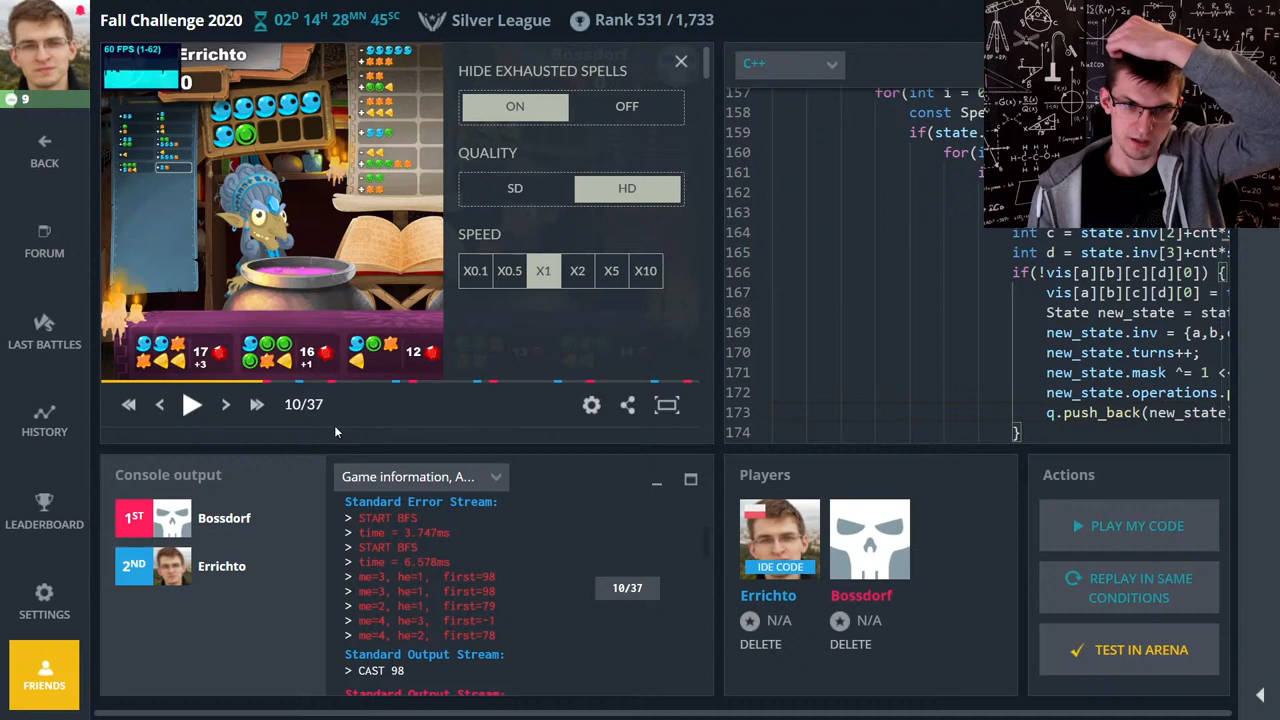 Fall Challenge 2020
02D 14H 28MN 45SC
Silver League
Rank 531 / 1,733
60 FPS (1-62)
Errichto
0
9
BACK
FORUM
LAST BATTLES
HISTORY
LEADERBOARD
SETTINGS
FRIENDS
HIDE EXHAUSTED SPELLS
ON
OFF
QUALITY
SD
HD
SPEED
X0.1
X0.5
X1
X2
X5
X10
17
+3
16
+1
12
10/37
C++
157 for(int i = 0
158 const Spe
159 if(state.
160 for(i
161 i
162
163
164 int c = state.inv[2]+cnt*
165 int d = state.inv[3]+cnt*
166 if(!vis[a][b][c][d][0]) {
167 vis[a][b][c][d][0] =
168 State new_state = stat
169 new_state.inv = {a,b,
170 new_state.turns++;
171 new_state.mask ^= 1 <
172 new_state.operations.
173 q.push_back(new_state
174 }
Console output
1ST
Bossdorf
2ND
Errichto
Game information, A...
Standard Error Stream:
> START BFS
> time = 3.747ms
> START BFS
> time = 6.578ms
> me=3, he=1, first=98
> me=3, he=1, first=98
> me=2, he=1, first=79
> me=4, he=3, first=-1
> me=4, he=2, first=78
Standard Output Stream:
> CAST 98
Standard Output Stream:
10/37
Players
IDE CODE
Errichto
N/A
DELETE
Bossdorf
N/A
DELETE
Actions
PLAY MY CODE
REPLAY IN SAME CONDITIONS
TEST IN ARENA